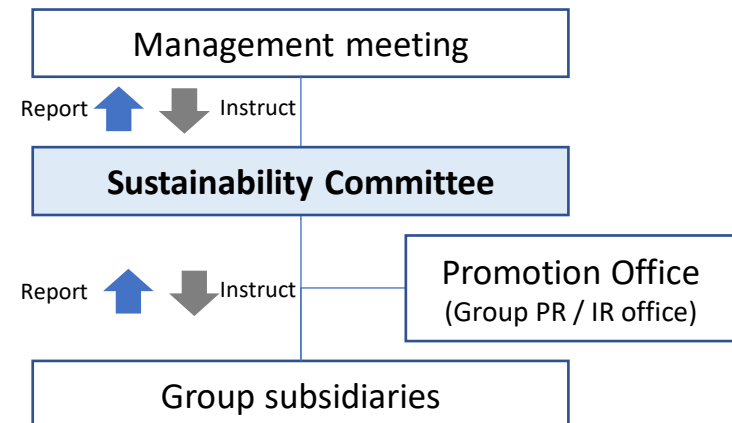 Management meeting
Report
Instruct
Sustainability Committee
Promotion Office
(Group PR / IR office)
Report
Instruct
Group subsidiaries